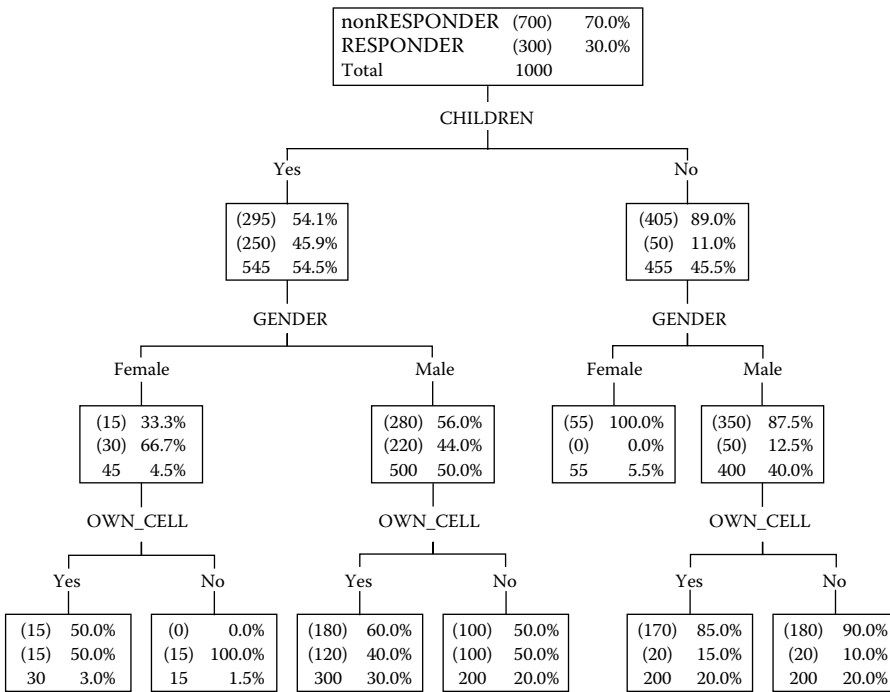 nonRESPONDER (700) 70.0%
RESPONDER (300) 30.0%
Total 1000
CHILDREN
Yes No
(295) 54.1% (405) 89.0%
(250) 45.9% (50) 11.0%
545 54.5% 455 45.5%
GENDER GENDER
Female Male Female Male
(15) 33.3% (280) 56.0% (55) 100.0% (350) 87.5%
(30) 66.7% (220) 44.0% (0) 0.0% (50) 12.5%
45 4.5% 500 50.0% 55 5.5% 400 40.0%
OWN_CELL OWN_CELL OWN_CELL
Yes No Yes No Yes No
(15) 50.0% (0) 0.0% (180) 60.0% (100) 50.0% (170) 85.0% (180) 90.0%
(15) 50.0% (15) 100.0% (120) 40.0% (100) 50.0% (20) 15.0% (20) 10.0%
30 3.0% 15 1.5% 300 30.0% 200 20.0% 200 20.0% 200 20.0%